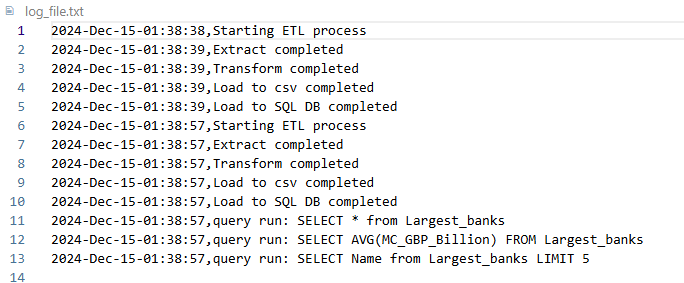 log_file.txt
1 2024-Dec-15-01:38:38,Starting ETL process
2 2024-Dec-15-01:38:39,Extract completed
3 2024-Dec-15-01:38:39,Transform completed
4 2024-Dec-15-01:38:39,Load to csv completed
5 2024-Dec-15-01:38:39,Load to SQL DB completed
6 2024-Dec-15-01:38:57,Starting ETL process
7 2024-Dec-15-01:38:57,Extract completed
8 2024-Dec-15-01:38:57,Transform completed
9 2024-Dec-15-01:38:57,Load to csv completed
10 2024-Dec-15-01:38:57,Load to SQL DB completed
11 2024-Dec-15-01:38:57,query run: SELECT * from Largest_banks
12 2024-Dec-15-01:38:57,query run: SELECT AVG(MC_GBP_Billion) FROM Largest_banks
13 2024-Dec-15-01:38:57,query run: SELECT Name from Largest_banks LIMIT 5
14